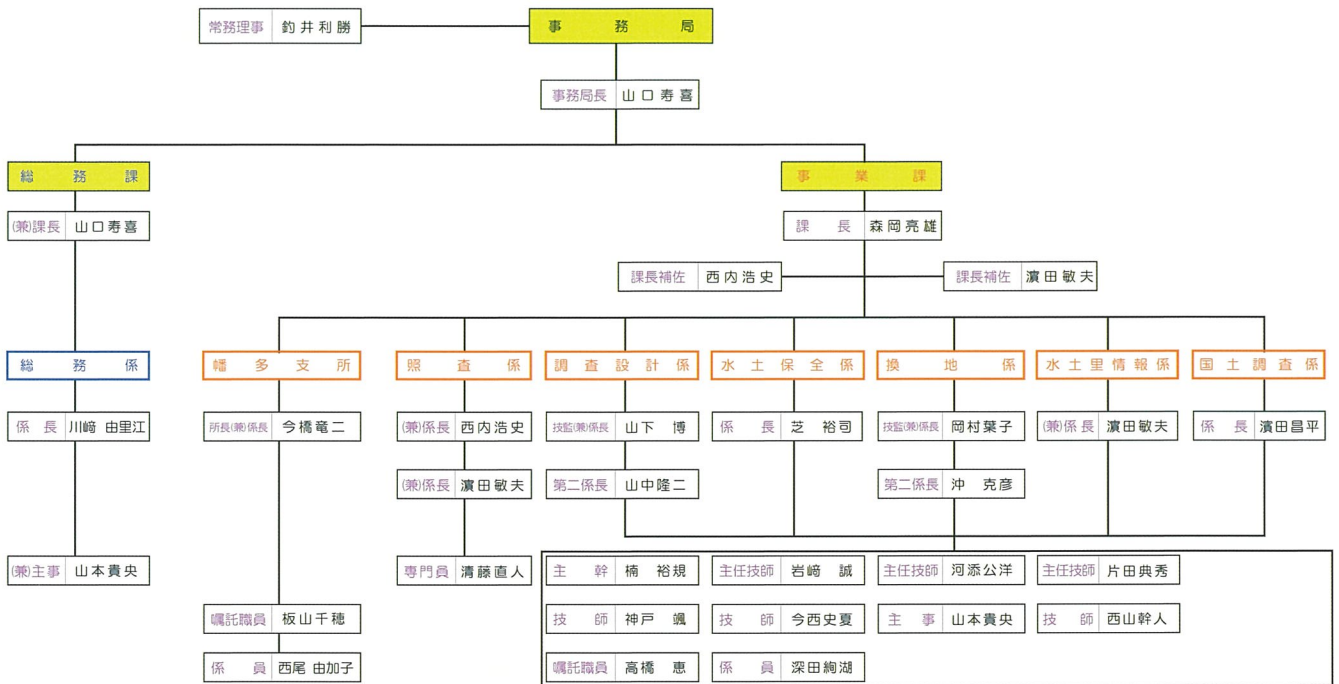 常務理事 釣井利勝 事務局
事務局長 山口寿喜
総務課 事業課
(兼)課長 山口寿喜 課長 森岡亮雄
課長補佐 西内浩史 課長補佐 濵田敏夫
総務係 幡多支所 照査係 調査設計係 水土保全係 換地係 水土里情報係 国土調査係
係長 川﨑 由里江 所長(兼)係長 今橋竜二 (兼)係長 西内浩史 技監(兼)係長 山下 博 係長 芝 裕司 技監(兼)係長 岡村葉子 (兼)係長 濵田敏夫 係長 濵田昌平
(兼)係長 濵田敏夫 第二係長 山中隆二 第二係長 沖 克彦
(兼)主事 山本貴央 専門員 清藤直人 主幹 楠 裕規 主任技師 岩﨑 誠 主任技師 河添公洋 主任技師 片田典秀
嘱託職員 板山千穂 技師 神戸 颯 技師 今西史夏 主事 山本貴央 技師 西山幹人
係員 西尾 由加子 嘱託職員 高橋 恵 係員 深田絢湖